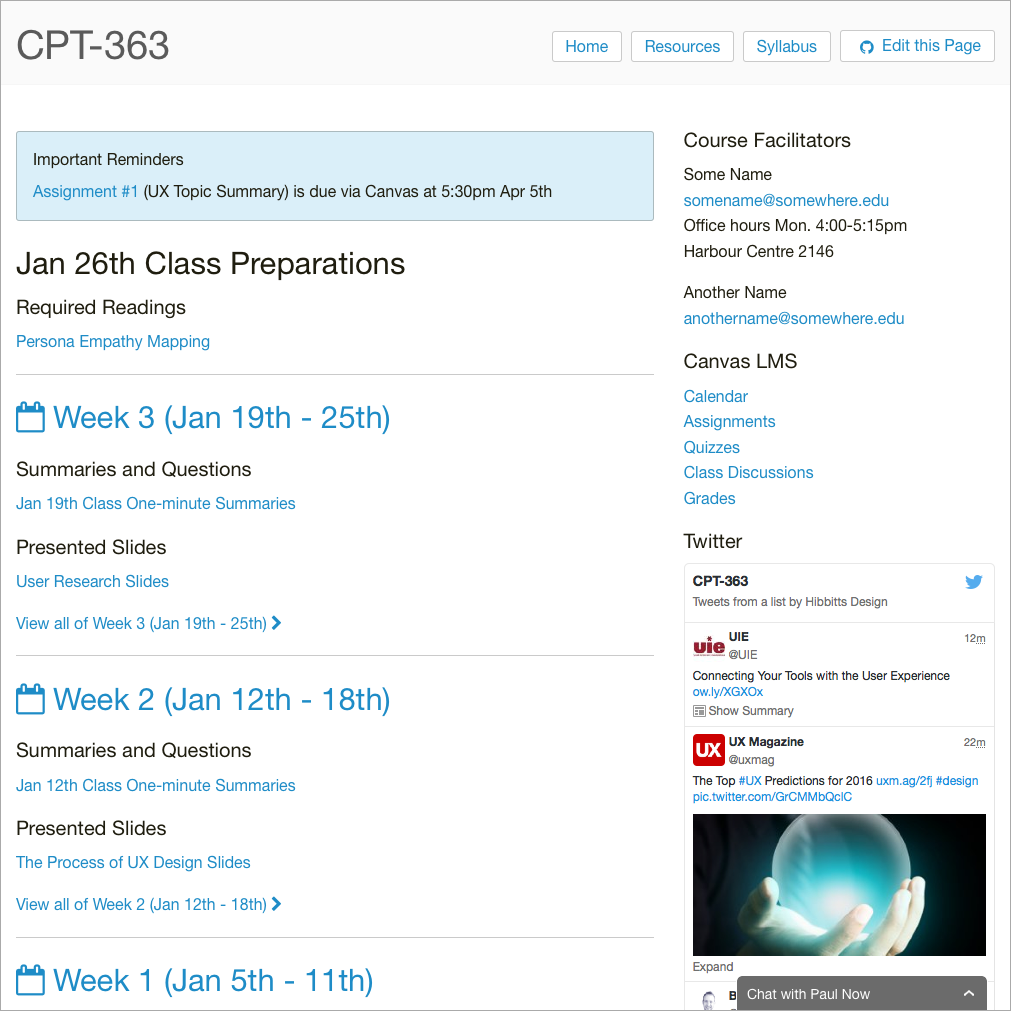 CPT-363
Home
Resources
Syllabus
Edit this Page
Important Reminders
Assignment #1 (UX Topic Summary) is due via Canvas at 5:30pm Apr 5th
Jan 26th Class Preparations
Required Readings
Persona Empathy Mapping
Week 3 (Jan 19th - 25th)
Summaries and Questions
Jan 19th Class One-minute Summaries
Presented Slides
User Research Slides
View all of Week 3 (Jan 19th - 25th)
Week 2 (Jan 12th - 18th)
Summaries and Questions
Jan 12th Class One-minute Summaries
Presented Slides
The Process of UX Design Slides
View all of Week 2 (Jan 12th - 18th)
Week 1 (Jan 5th - 11th)
Course Facilitators
Some Name
somename@somewhere.edu
Office hours Mon. 4:00-5:15pm
Harbour Centre 2146
Another Name
anothername@somewhere.edu
Canvas LMS
Calendar
Assignments
Quizzes
Class Discussions
Grades
Twitter
CPT-363
Tweets from a list by Hibbitts Design
uie
UIE
12m
@UIE
Connecting Your Tools with the User Experience
ow.ly/XGXOx
Show Summary
UX
UX Magazine
22m
@uxmag
The Top #UX Predictions for 2016 uxm.ag/2fj #design
pic.twitter.com/GrCMMbQcIC
Expand
Chat with Paul Now